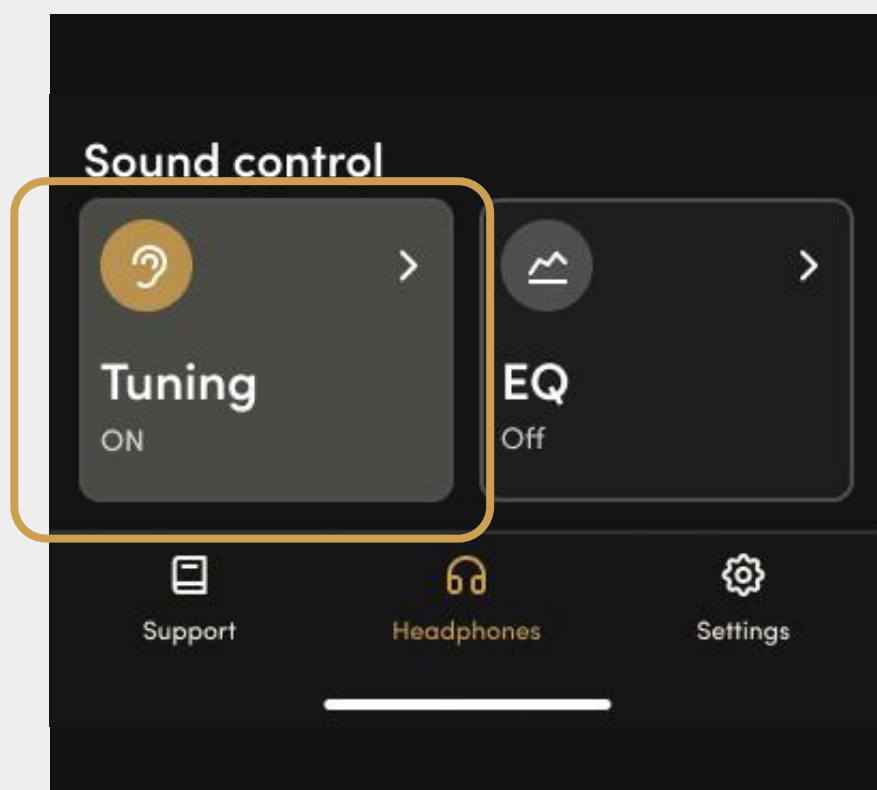 Sound control
Tuning
ON
EQ
Off
Support
Headphones
Settings